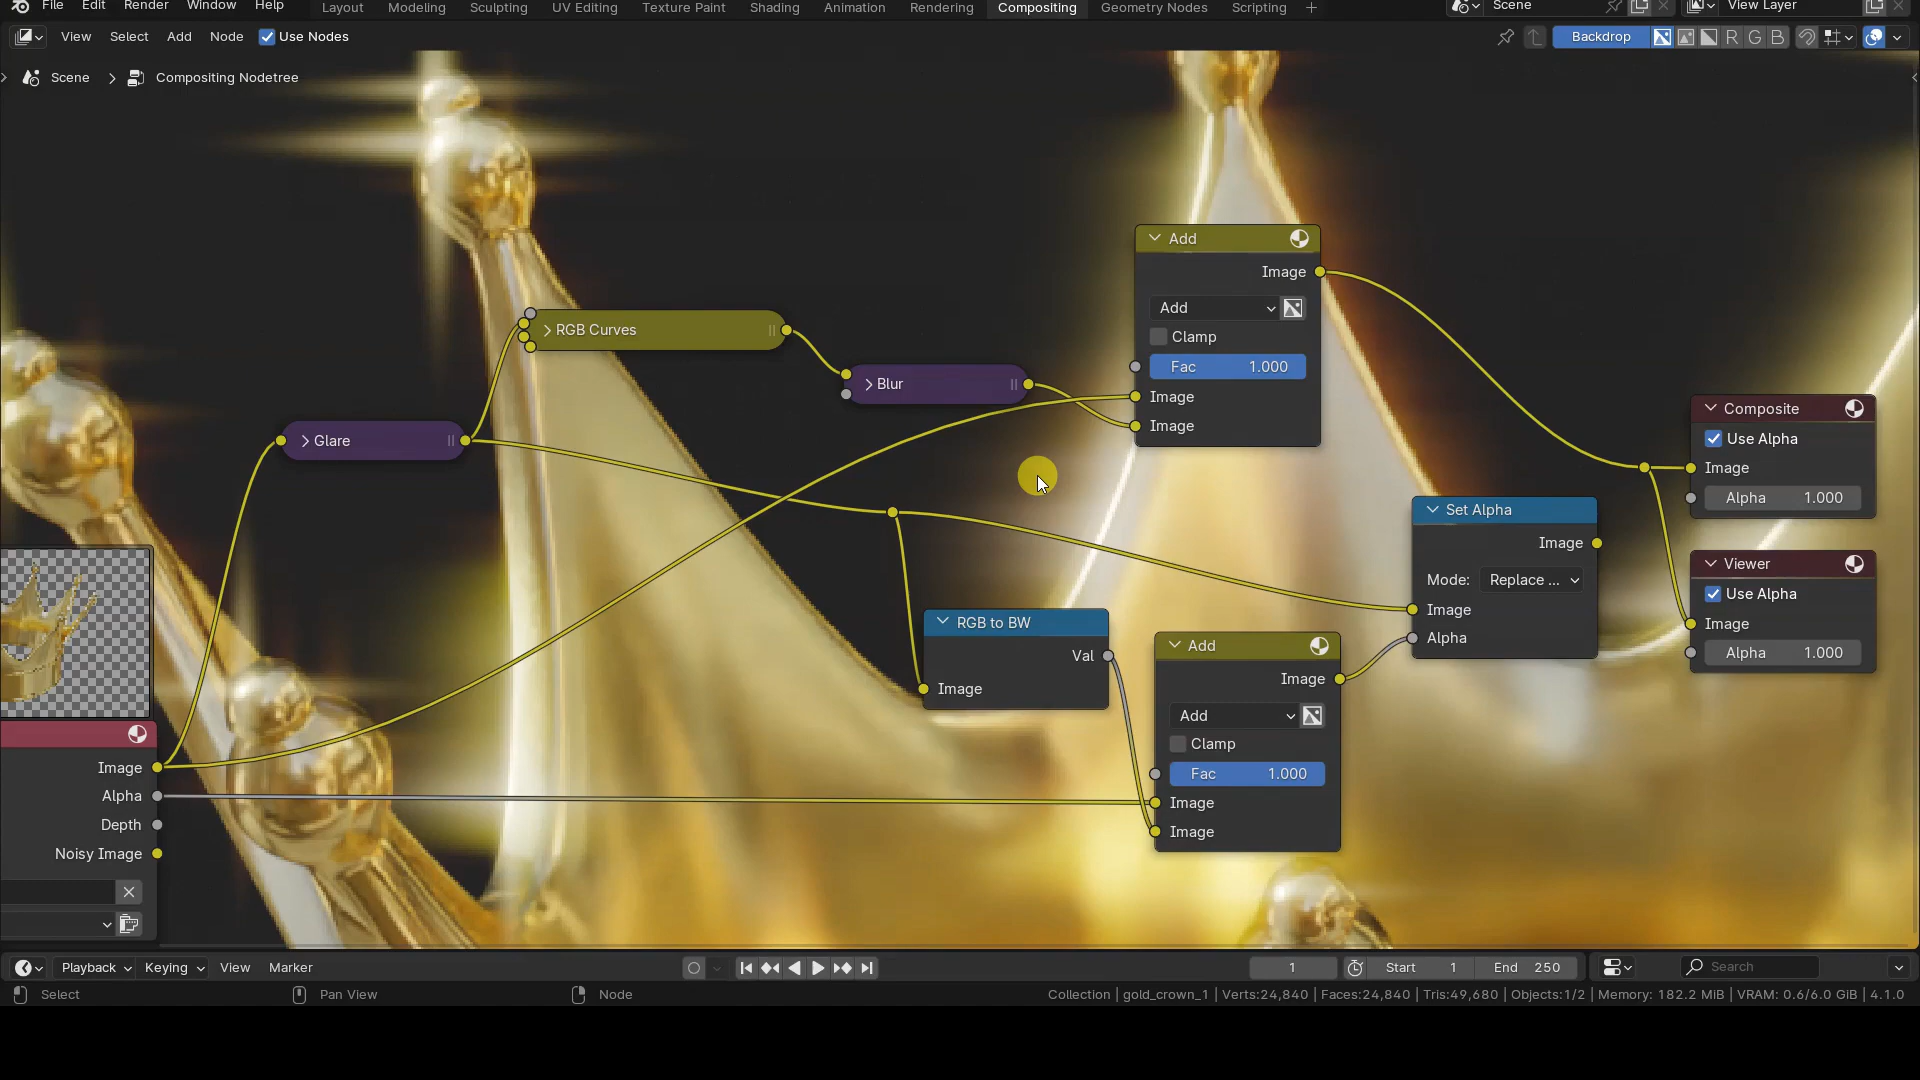 File Edit Render Window Help Layout Modeling Sculpting UV Editing Texture Paint Shading Animation Rendering Compositing Geometry Nodes Scripting Scene View Layer
View Select Add Node Use Nodes Backdrop R G B
Scene Compositing Nodetree
Add
Image
Add
Clamp
Fac 1.000
Image
Image
RGB Curves
Blur
Glare
Composite
Use Alpha
Image
Alpha 1.000
Set Alpha
Image
Mode: Replace ...
Image
Alpha
Viewer
Use Alpha
Image
Alpha 1.000
RGB to BW
Val
Image
Add
Image
Add
Clamp
Fac 1.000
Image
Image
Image
Alpha
Depth
Noisy Image
Playback Keying View Marker 1 Start 1 End 250 Search
Select Pan View Node Collection | gold_crown_1 | Verts:24,840 | Faces:24,840 | Tris:49,680 | Objects:1/2 | Memory: 182.2 MiB | VRAM: 0.6/6.0 GiB | 4.1.0